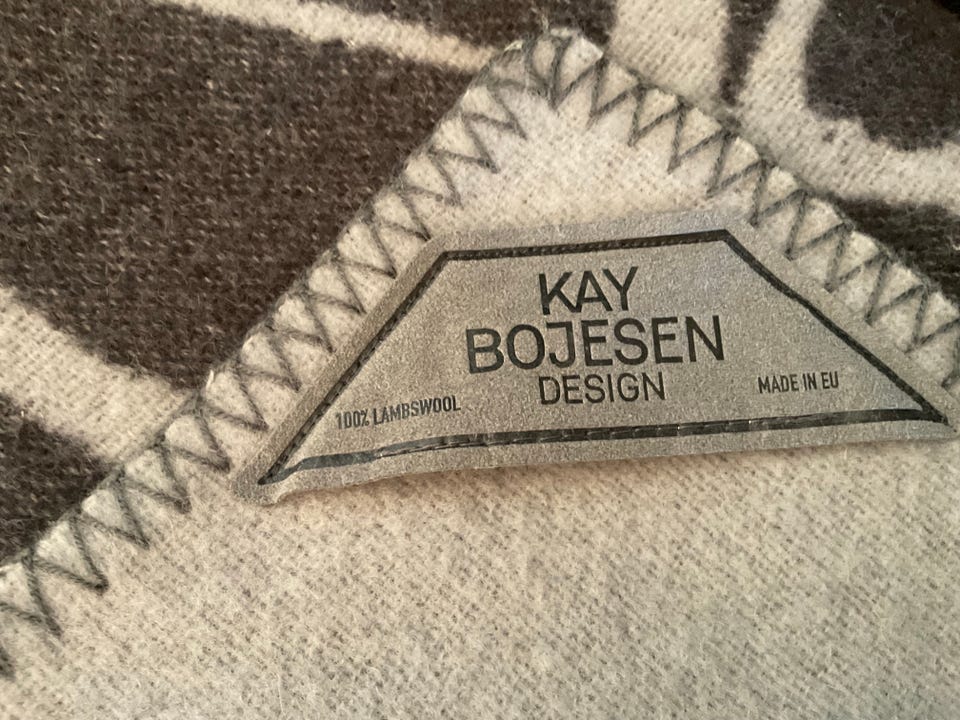 KAY
BOJESEN
DESIGN
100% LAMBSWOOL
MADE IN EU